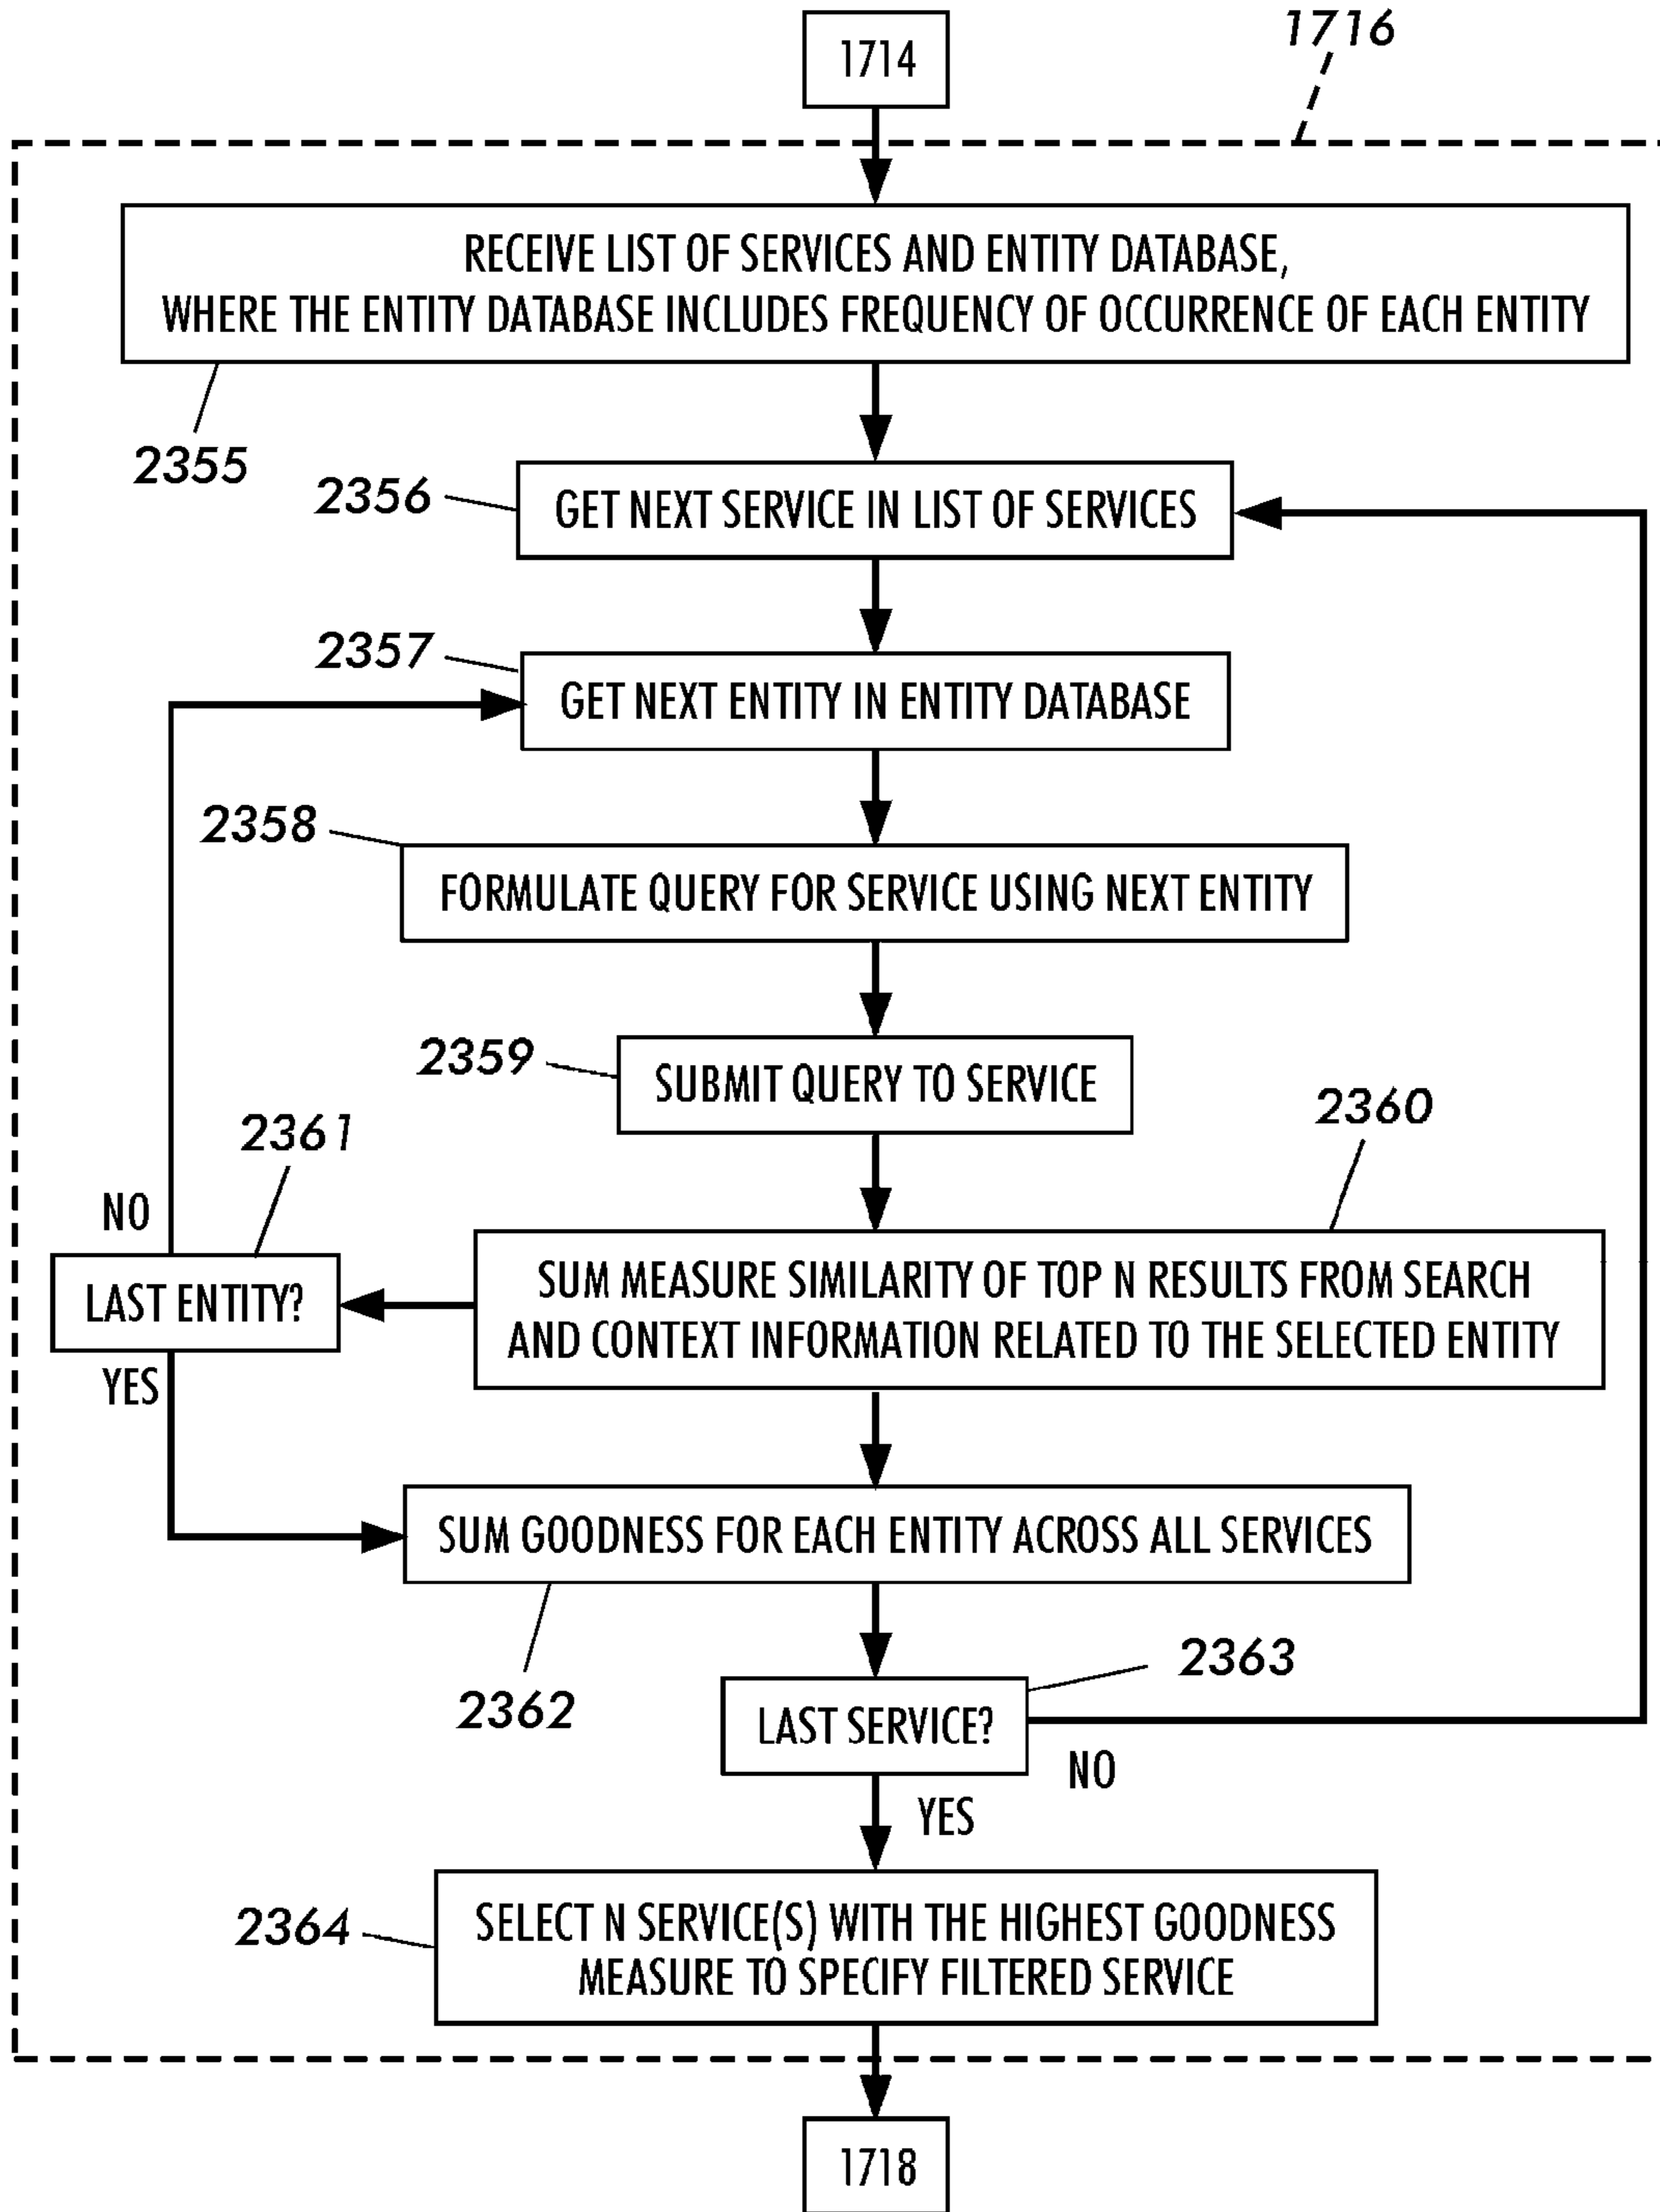 1714
1716
RECEIVE LIST OF SERVICES AND ENTITY DATABASE,
WHERE THE ENTITY DATABASE INCLUDES FREQUENCY OF OCCURRENCE OF EACH ENTITY
2355
2356
GET NEXT SERVICE IN LIST OF SERVICES
2357
GET NEXT ENTITY IN ENTITY DATABASE
2358
FORMULATE QUERY FOR SERVICE USING NEXT ENTITY
2359
SUBMIT QUERY TO SERVICE
2360
2361
NO
SUM MEASURE SIMILARITY OF TOP N RESULTS FROM SEARCH
AND CONTEXT INFORMATION RELATED TO THE SELECTED ENTITY
LAST ENTITY?
YES
SUM GOODNESS FOR EACH ENTITY ACROSS ALL SERVICES
2362
2363
LAST SERVICE?
NO
YES
2364
SELECT N SERVICE(S) WITH THE HIGHEST GOODNESS
MEASURE TO SPECIFY FILTERED SERVICE
1718